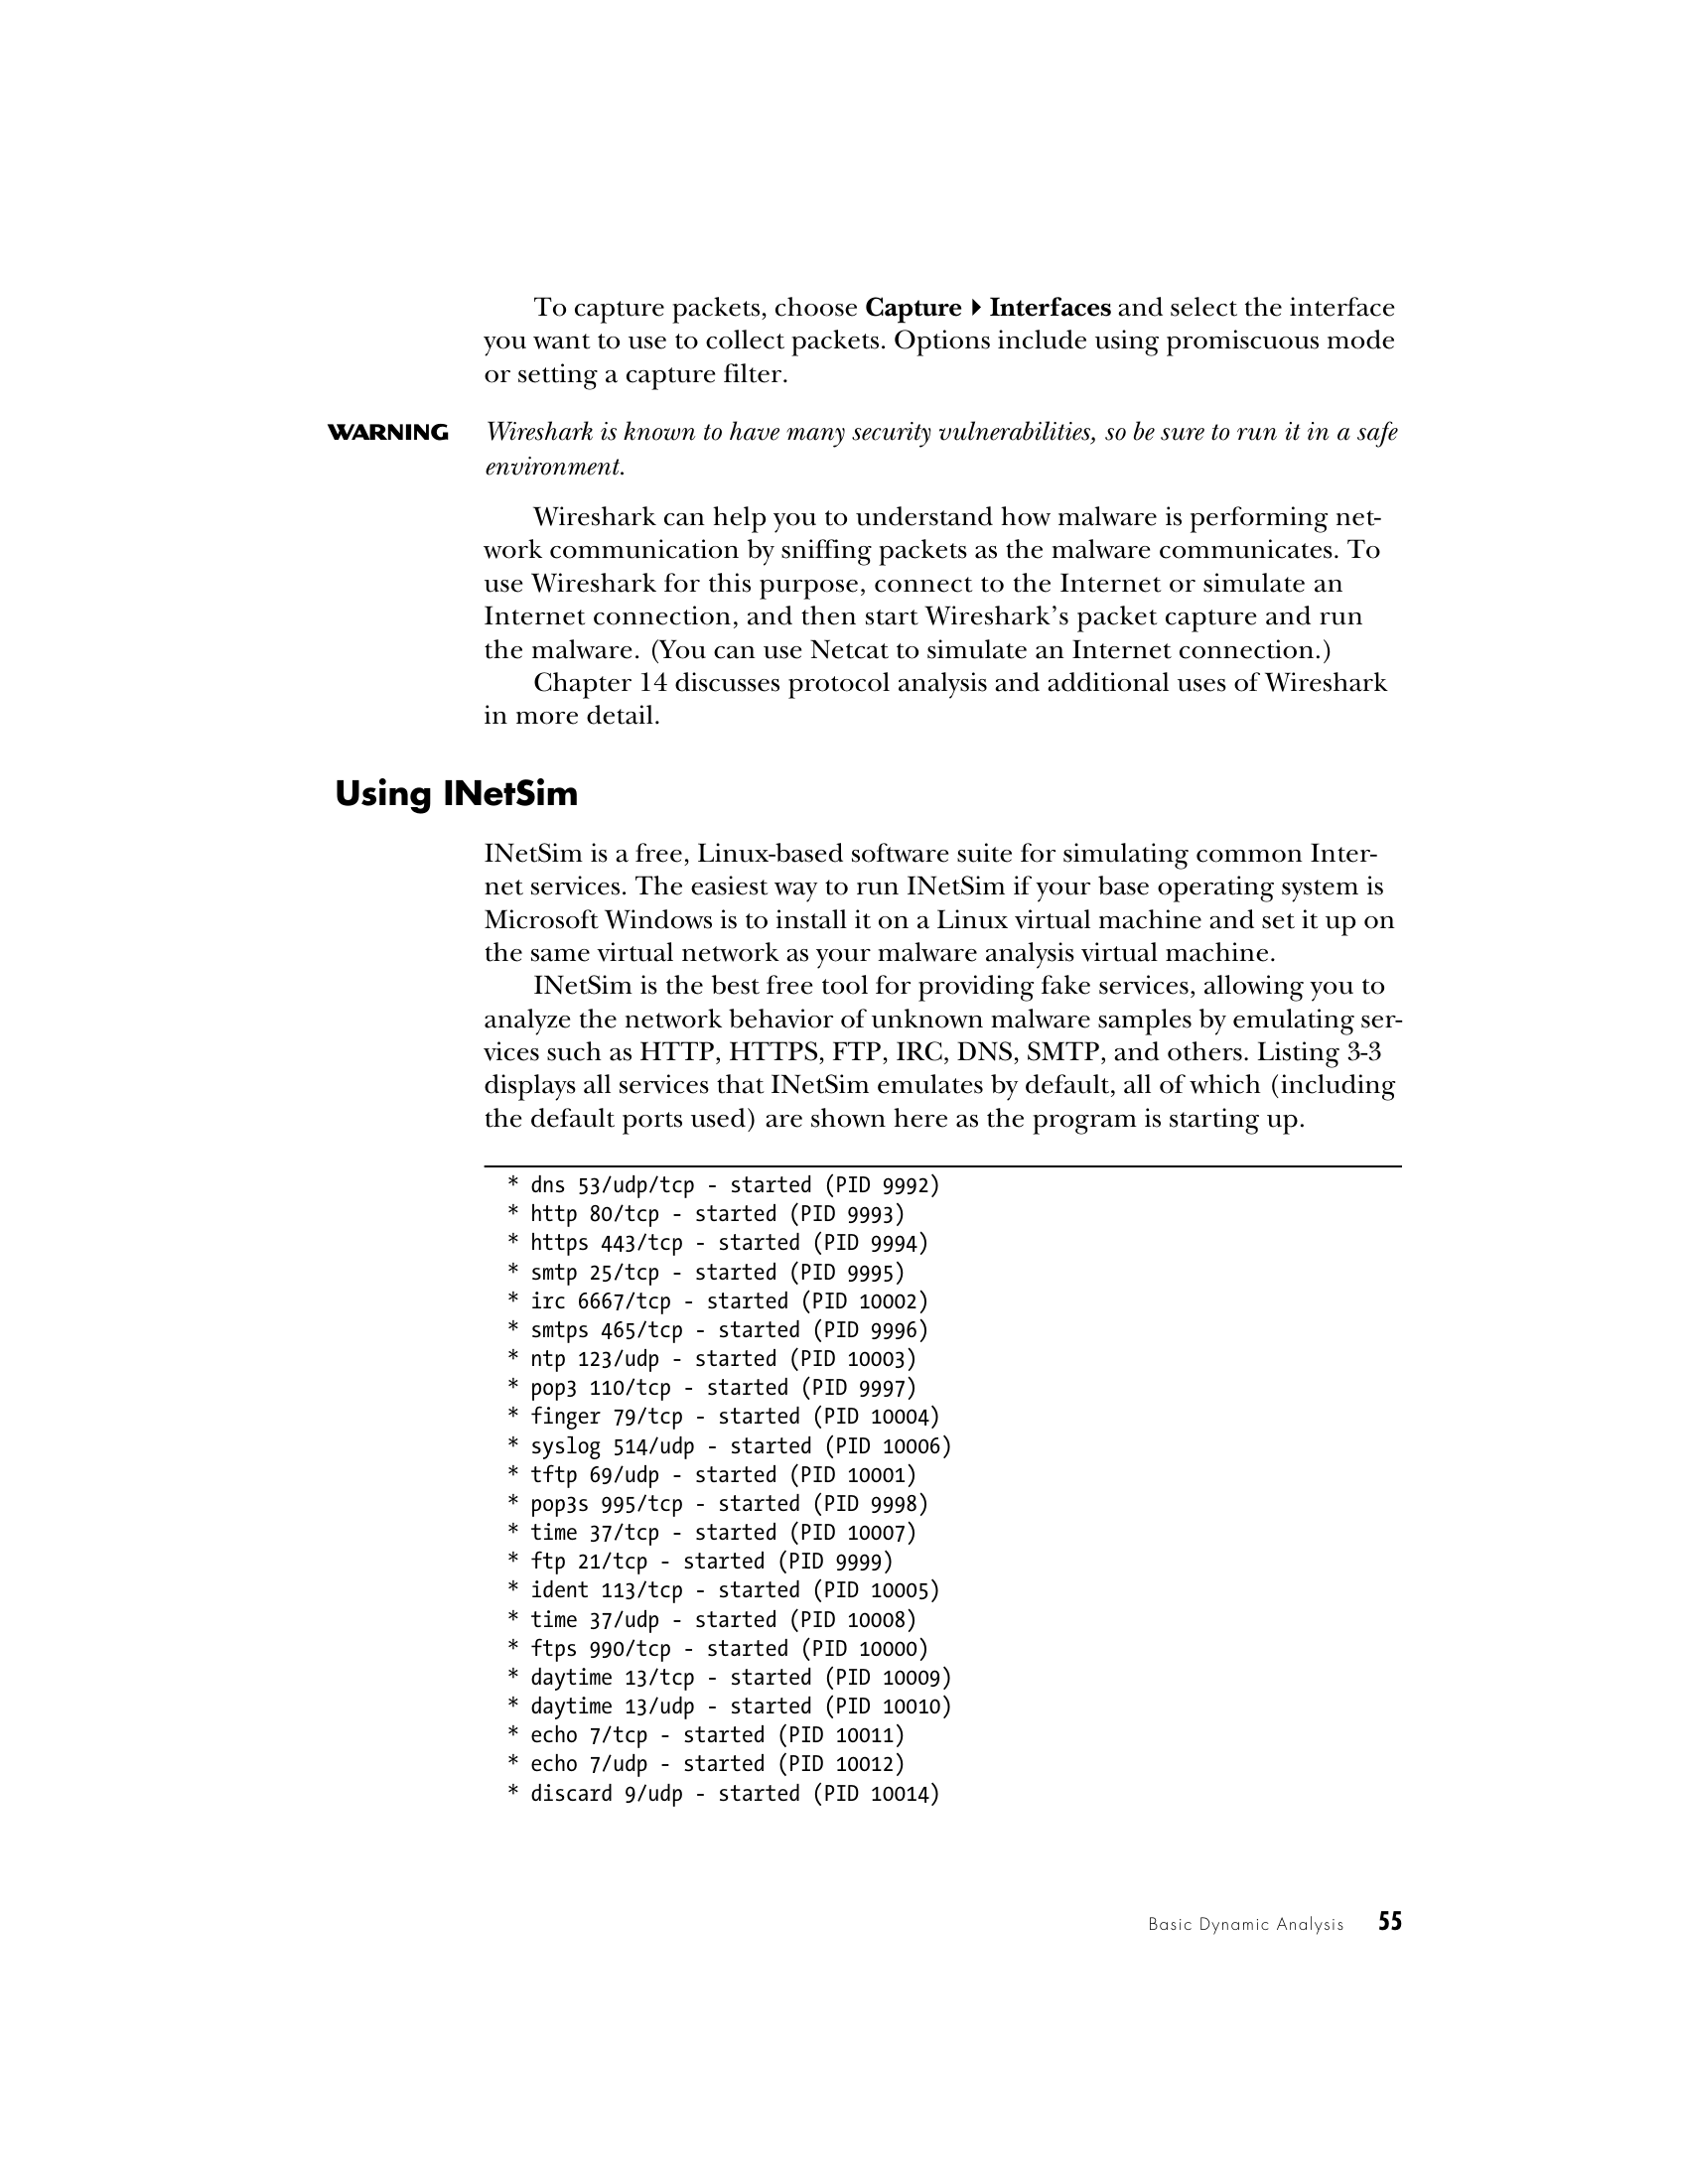 To capture packets, choose Capture ▸ Interfaces and select the interface
you want to use to collect packets. Options include using promiscuous mode
or setting a capture filter.
WARNING Wireshark is known to have many security vulnerabilities, so be sure to run it in a safe
environment.
Wireshark can help you to understand how malware is performing net-
work communication by sniffing packets as the malware communicates. To
use Wireshark for this purpose, connect to the Internet or simulate an
Internet connection, and then start Wireshark’s packet capture and run
the malware. (You can use Netcat to simulate an Internet connection.)
Chapter 14 discusses protocol analysis and additional uses of Wireshark
in more detail.
Using INetSim
INetSim is a free, Linux-based software suite for simulating common Inter-
net services. The easiest way to run INetSim if your base operating system is
Microsoft Windows is to install it on a Linux virtual machine and set it up on
the same virtual network as your malware analysis virtual machine.
INetSim is the best free tool for providing fake services, allowing you to
analyze the network behavior of unknown malware samples by emulating ser-
vices such as HTTP, HTTPS, FTP, IRC, DNS, SMTP, and others. Listing 3-3
displays all services that INetSim emulates by default, all of which (including
the default ports used) are shown here as the program is starting up.
* dns 53/udp/tcp - started (PID 9992)
* http 80/tcp - started (PID 9993)
* https 443/tcp - started (PID 9994)
* smtp 25/tcp - started (PID 9995)
* irc 6667/tcp - started (PID 10002)
* smtps 465/tcp - started (PID 9996)
* ntp 123/udp - started (PID 10003)
* pop3 110/tcp - started (PID 9997)
* finger 79/tcp - started (PID 10004)
* syslog 514/udp - started (PID 10006)
* tftp 69/udp - started (PID 10001)
* pop3s 995/tcp - started (PID 9998)
* time 37/tcp - started (PID 10007)
* ftp 21/tcp - started (PID 9999)
* ident 113/tcp - started (PID 10005)
* time 37/udp - started (PID 10008)
* ftps 990/tcp - started (PID 10000)
* daytime 13/tcp - started (PID 10009)
* daytime 13/udp - started (PID 10010)
* echo 7/tcp - started (PID 10011)
* echo 7/udp - started (PID 10012)
* discard 9/udp - started (PID 10014)
Basic Dynamic Analysis 55